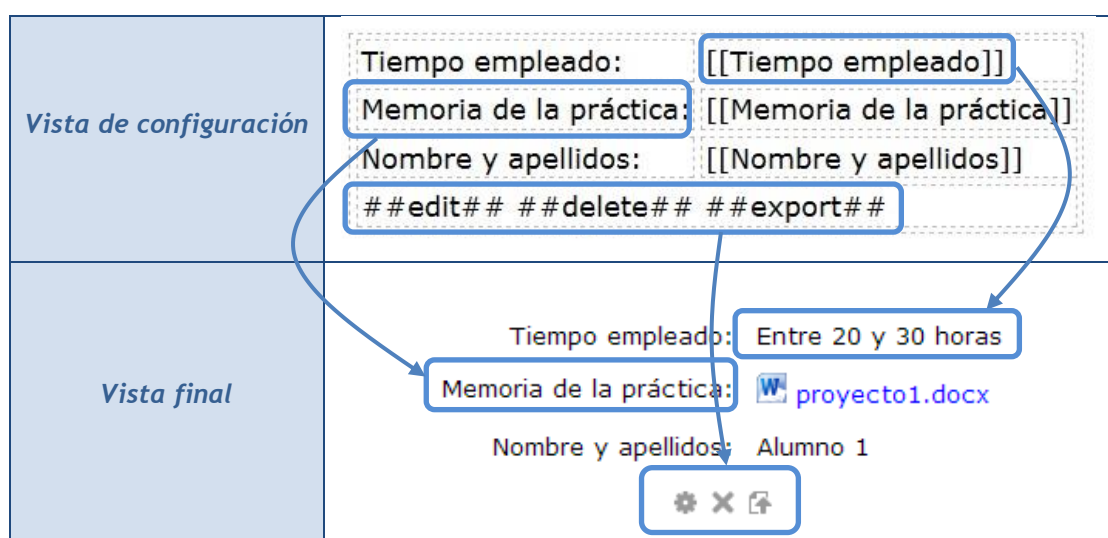 Vista de configuración
Tiempo empleado: [[Tiempo empleado]]
Memoria de la práctica: [[Memoria de la práctica]]
Nombre y apellidos: [[Nombre y apellidos]]
##edit## ##delete## ##export##
Vista final
Tiempo empleado: Entre 20 y 30 horas
Memoria de la práctica: proyecto1.docx
Nombre y apellidos: Alumno 1